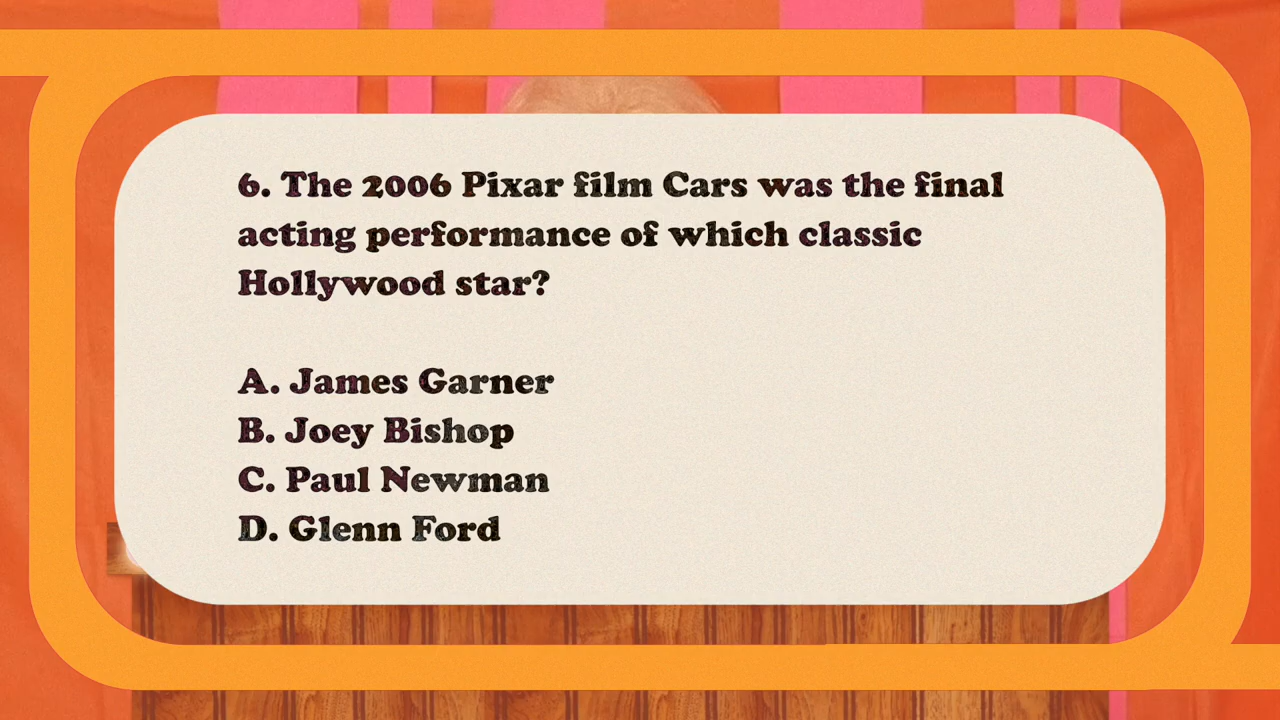 6. The 2006 Pixar film Cars was the final
acting performance of which classic
Hollywood star?
A. James Garner
B. Joey Bishop
C. Paul Newman
D. Glenn Ford